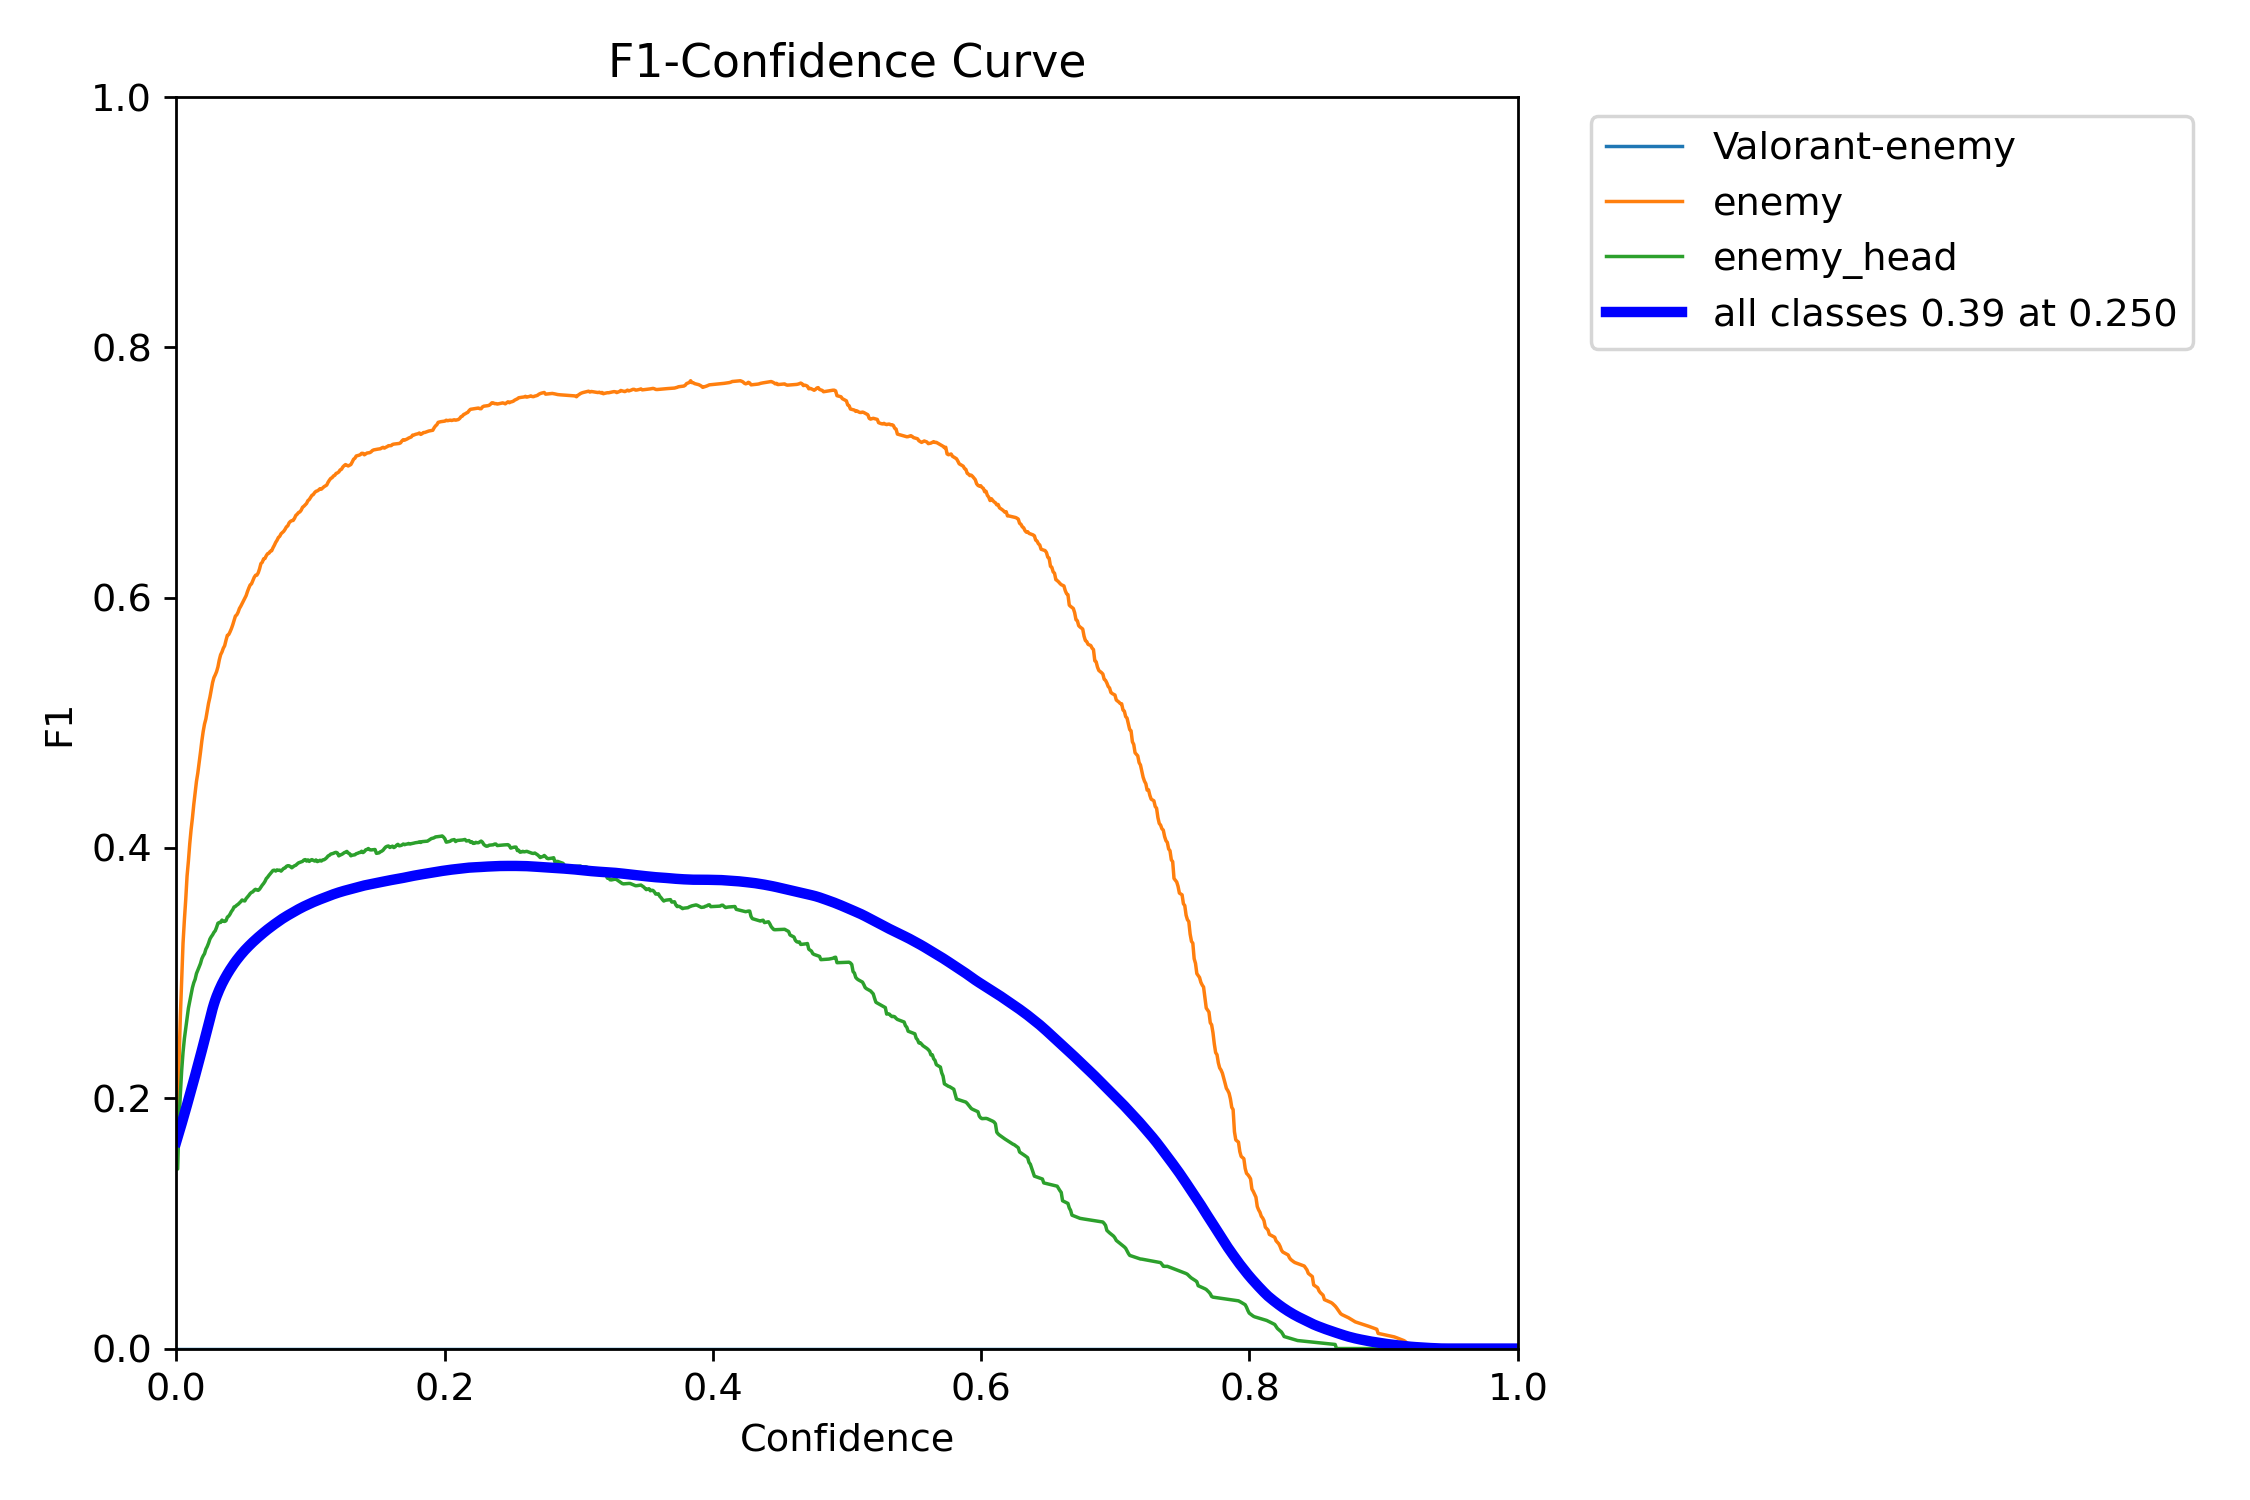 F1-Confidence Curve
1.0
0.8
0.6
0.4
0.2
0.0
F1
0.0 0.2 0.4 0.6 0.8 1.0
Confidence
Valorant-enemy
enemy
enemy_head
all classes 0.39 at 0.250